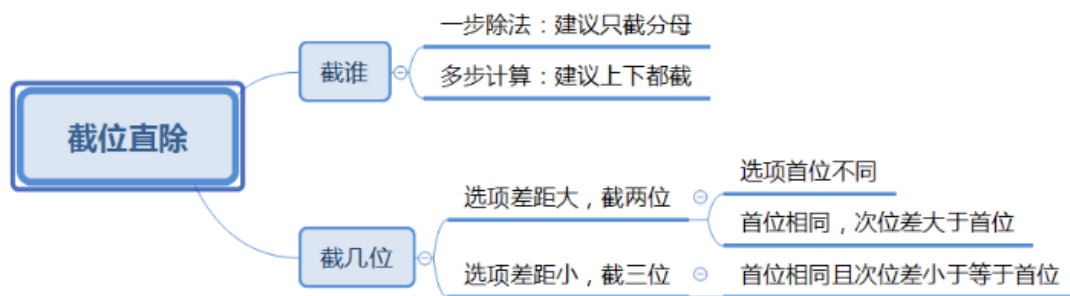 截位直除
截谁
一步除法：建议只截分母
多步计算：建议上下都截
截几位
选项差距大，截两位
选项首位不同
首位相同，次位差大于首位
选项差距小，截三位
首位相同且次位差小于等于首位